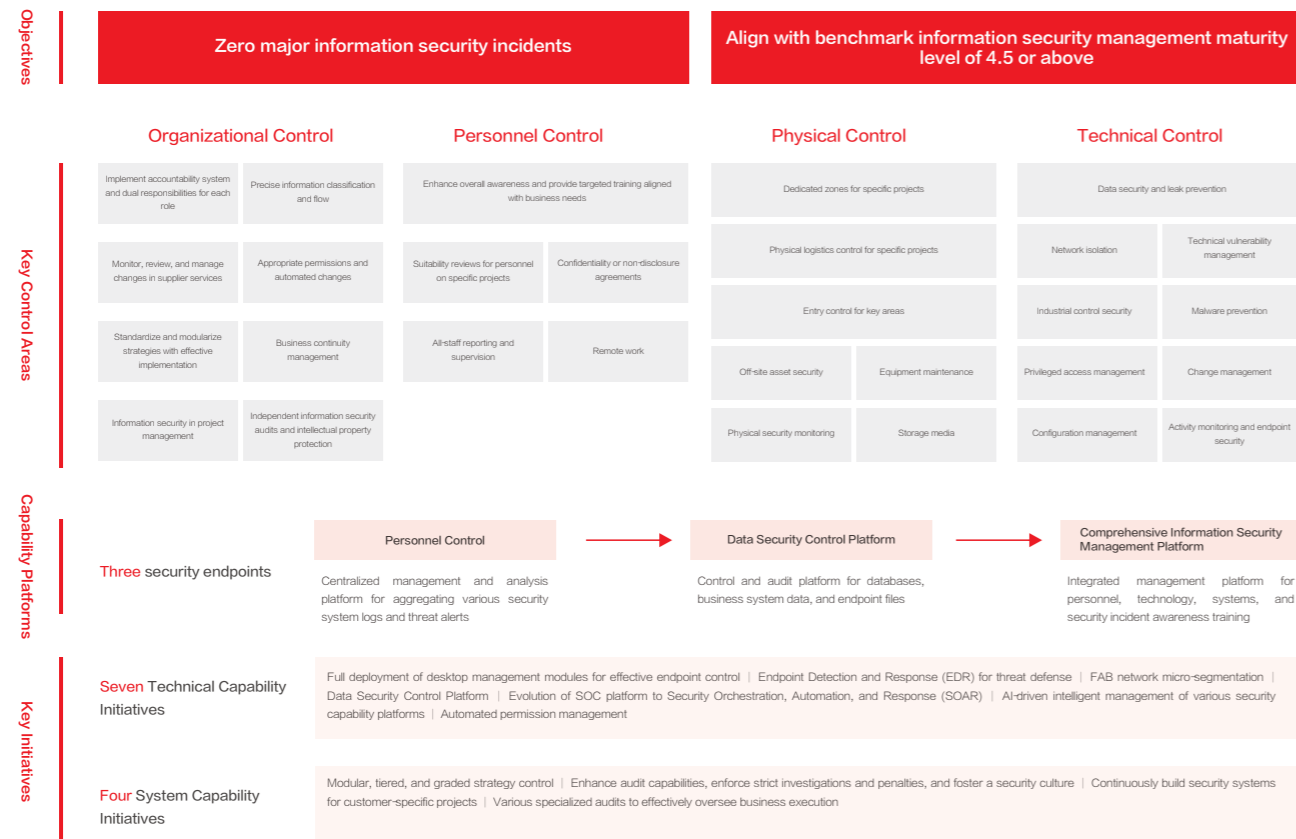 Objectives
Zero major information security incidents
Align with benchmark information security management maturity
level of 4.5 or above
Key Control Areas
Organizational Control
Implement accountability system
and dual responsibilities for each
role
Precise information classification
and flow
Monitor, review, and manage
changes in supplier services
Appropriate permissions and
automated changes
Standardize and modularize
strategies with effective
implementation
Business continuity
management
Information security in project
management
Independent information security
audits and intellectual property
protection
Personnel Control
Enhance overall awareness and provide targeted training aligned
with business needs
Suitability reviews for personnel
on specific projects
Confidentiality or non-disclosure
agreements
All-staff reporting and
supervision
Remote work
Physical Control
Dedicated zones for specific projects
Physical logistics control for specific projects
Entry control for key areas
Off-site asset security
Equipment maintenance
Physical security monitoring
Storage media
Technical Control
Data security and leak prevention
Network isolation
Technical vulnerability
management
Industrial control security
Malware prevention
Privileged access management
Change management
Configuration management
Activity monitoring and endpoint
security
Capability Platforms
Three security endpoints
Personnel Control
Centralized management and analysis
platform for aggregating various security
system logs and threat alerts
Data Security Control Platform
Control and audit platform for databases,
business system data, and endpoint files
Comprehensive Information Security
Management Platform
Integrated management platform for
personnel, technology, systems, and
security incident awareness training
Key Initiatives
Seven Technical Capability
Initiatives
Full deployment of desktop management modules for effective endpoint control | Endpoint Detection and Response (EDR) for threat defense | FAB network micro-segmentation |
Data Security Control Platform | Evolution of SOC platform to Security Orchestration, Automation, and Response (SOAR) | AI-driven intelligent management of various security
capability platforms | Automated permission management
Four System Capability
Initiatives
Modular, tiered, and graded strategy control | Enhance audit capabilities, enforce strict investigations and penalties, and foster a security culture | Continuously build security systems
for customer-specific projects | Various specialized audits to effectively oversee business execution